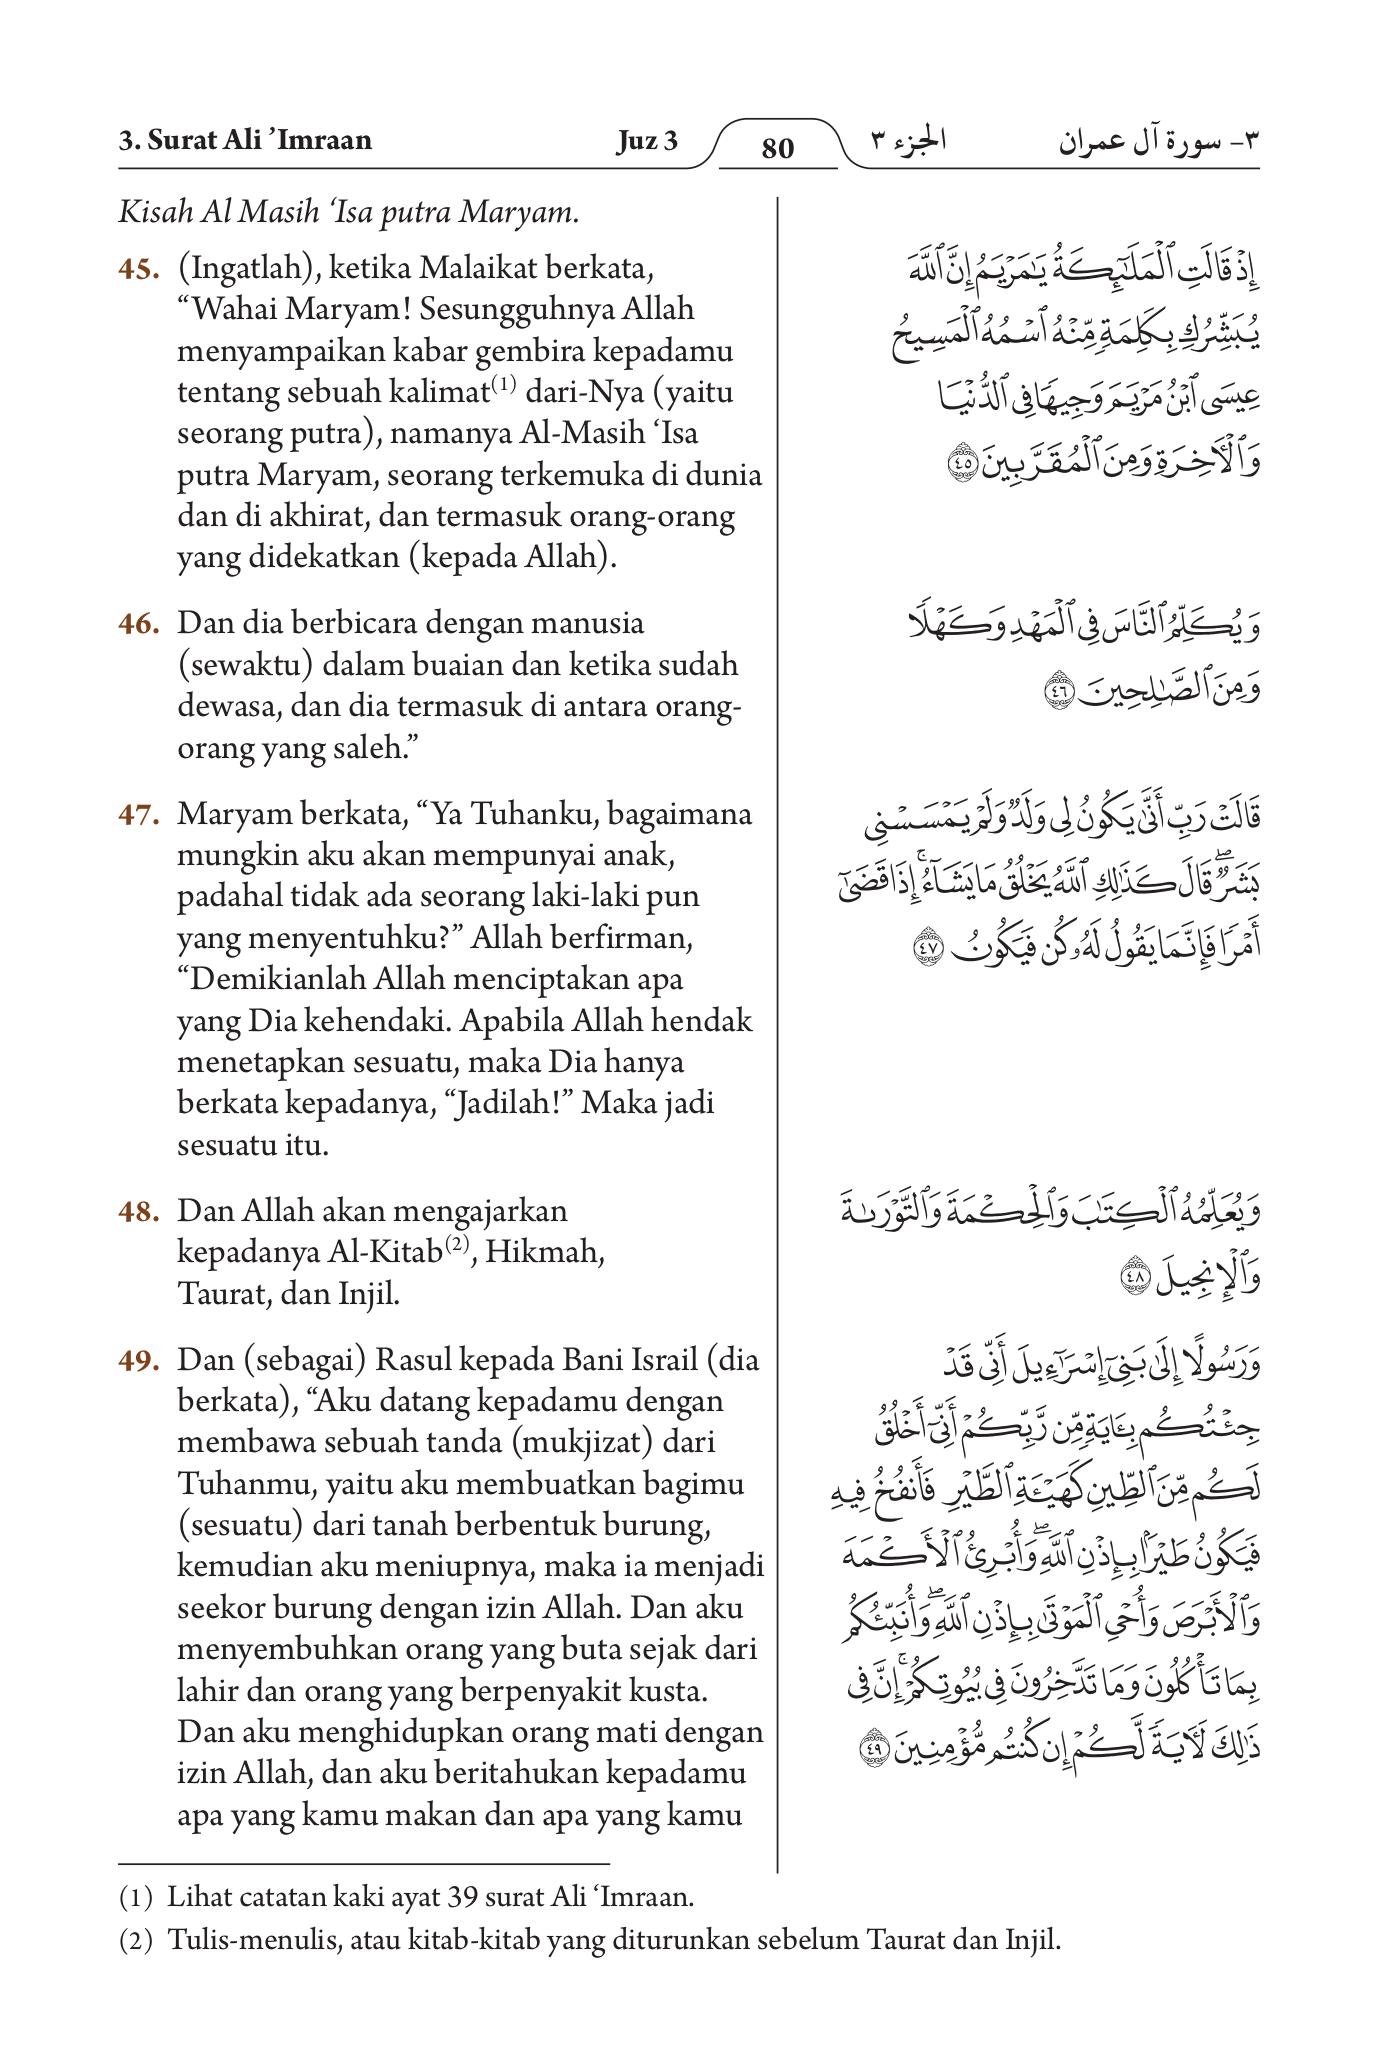 3. Surat Ali ’Imraan
Juz 3
80
الجزء ٣
٣- سورة آل عمران
Kisah Al Masih ‘Isa putra Maryam.
45. (Ingatlah), ketika Malaikat berkata,
“Wahai Maryam! Sesungguhnya Allah
menyampaikan kabar gembira kepadamu
tentang sebuah kalimat(1) dari-Nya (yaitu
seorang putra), namanya Al-Masih ‘Isa
putra Maryam, seorang terkemuka di dunia
dan di akhirat, dan termasuk orang-orang
yang didekatkan (kepada Allah).
46. Dan dia berbicara dengan manusia
(sewaktu) dalam buaian dan ketika sudah
dewasa, dan dia termasuk di antara orang-
orang yang saleh.”
47. Maryam berkata, “Ya Tuhanku, bagaimana
mungkin aku akan mempunyai anak,
padahal tidak ada seorang laki-laki pun
yang menyentuhku?” Allah berfirman,
“Demikianlah Allah menciptakan apa
yang Dia kehendaki. Apabila Allah hendak
menetapkan sesuatu, maka Dia hanya
berkata kepadanya, “Jadilah!” Maka jadi
sesuatu itu.
48. Dan Allah akan mengajarkan
kepadanya Al-Kitab(2), Hikmah,
Taurat, dan Injil.
49. Dan (sebagai) Rasul kepada Bani Israil (dia
berkata), “Aku datang kepadamu dengan
membawa sebuah tanda (mukjizat) dari
Tuhanmu, yaitu aku membuatkan bagimu
(sesuatu) dari tanah berbentuk burung,
kemudian aku meniupnya, maka ia menjadi
seekor burung dengan izin Allah. Dan aku
menyembuhkan orang yang buta sejak dari
lahir dan orang yang berpenyakit kusta.
Dan aku menghidupkan orang mati dengan
izin Allah, dan aku beritahukan kepadamu
apa yang kamu makan dan apa yang kamu
إِذْ قَالَتِ ٱلْمَلَـٰٓئِكَةُ يَـٰمَرْيَمُ إِنَّ ٱللَّهَ
يُبَشِّرُكِ بِكَلِمَةٍ مِّنْهُ ٱسْمُهُ ٱلْمَسِيحُ
عِيسَى ٱبْنُ مَرْيَمَ وَجِيهًا فِى ٱلدُّنْيَا
وَٱلْـَٔاخِرَةِ وَمِنَ ٱلْمُقَرَّبِينَ ٤٥
وَيُكَلِّمُ ٱلنَّاسَ فِى ٱلْمَهْدِ وَكَهْلًا
وَمِنَ ٱلصَّـٰلِحِينَ ٤٦
قَالَتْ رَبِّ أَنَّىٰ يَكُونُ لِى وَلَدٌ وَلَمْ يَمْسَسْنِى
بَشَرٌ ۖ قَالَ كَذَٰلِكِ ٱللَّهُ يَخْلُقُ مَا يَشَآءُ ۚ إِذَا قَضَىٰٓ
أَمْرًا فَإِنَّمَا يَقُولُ لَهُۥ كُن فَيَكُونُ ٤٧
وَيُعَلِّمُهُ ٱلْكِتَـٰبَ وَٱلْحِكْمَةَ وَٱلتَّوْرَىٰةَ
وَٱلْإِنجِيلَ ٤٨
وَرَسُولًا إِلَىٰ بَنِىٓ إِسْرَٰٓءِيلَ أَنِّى قَدْ
جِئْتُكُم بِـَٔايَةٍ مِّن رَّبِّكُمْ أَنِّىٓ أَخْلُقُ
لَكُم مِّنَ ٱلطِّينِ كَهَيْـَٔةِ ٱلطَّيْرِ فَأَنفُخُ فِيهِ
فَيَكُونُ طَيْرًۢا بِإِذْنِ ٱللَّهِ ۖ وَأُبْرِئُ ٱلْأَكْمَهَ
وَٱلْأَبْرَصَ وَأُحْىِ ٱلْمَوْتَىٰ بِإِذْنِ ٱللَّهِ ۖ وَأُنَبِّئُكُم
بِمَا تَأْكُلُونَ وَمَا تَدَّخِرُونَ فِى بُيُوتِكُمْ ۚ إِنَّ فِى
ذَٰلِكَ لَـَٔايَةً لَّكُمْ إِن كُنتُم مُّؤْمِنِينَ ٤٩
(1) Lihat catatan kaki ayat 39 surat Ali ‘Imraan.
(2) Tulis-menulis, atau kitab-kitab yang diturunkan sebelum Taurat dan Injil.